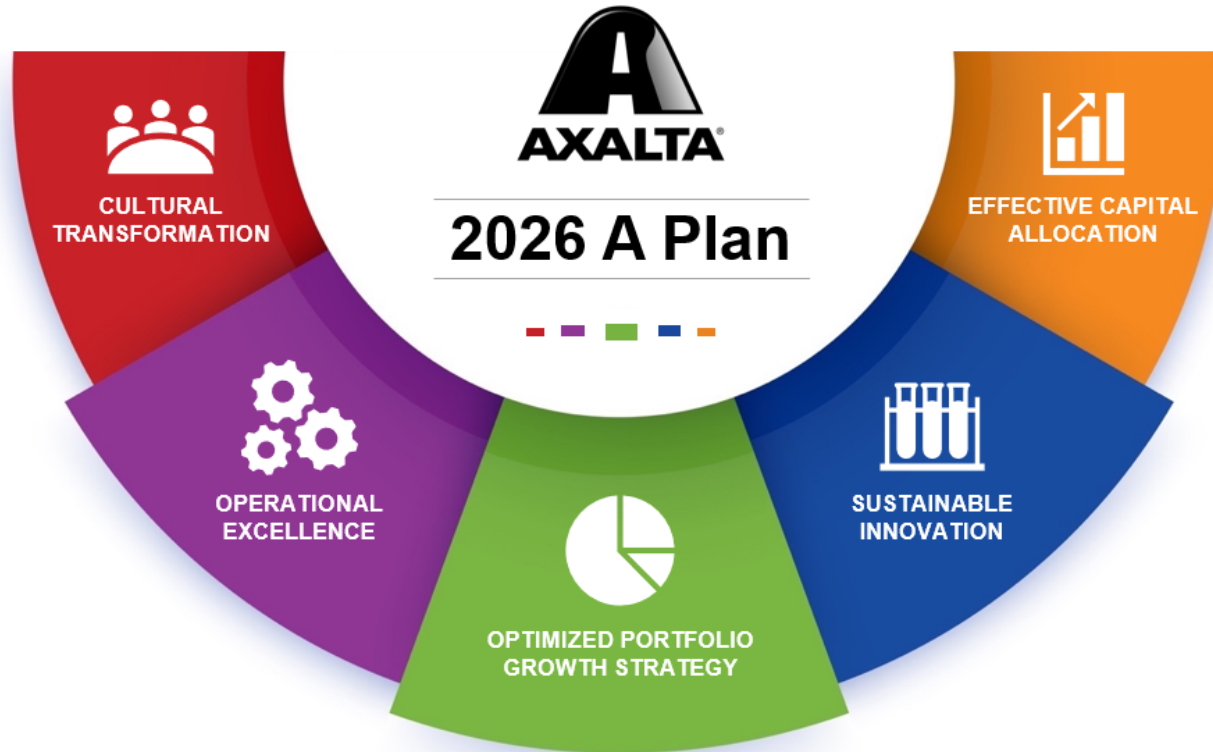 AXALTA®
2026 A Plan
CULTURAL
TRANSFORMATION
OPERATIONAL
EXCELLENCE
OPTIMIZED PORTFOLIO
GROWTH STRATEGY
SUSTAINABLE
INNOVATION
EFFECTIVE CAPITAL
ALLOCATION